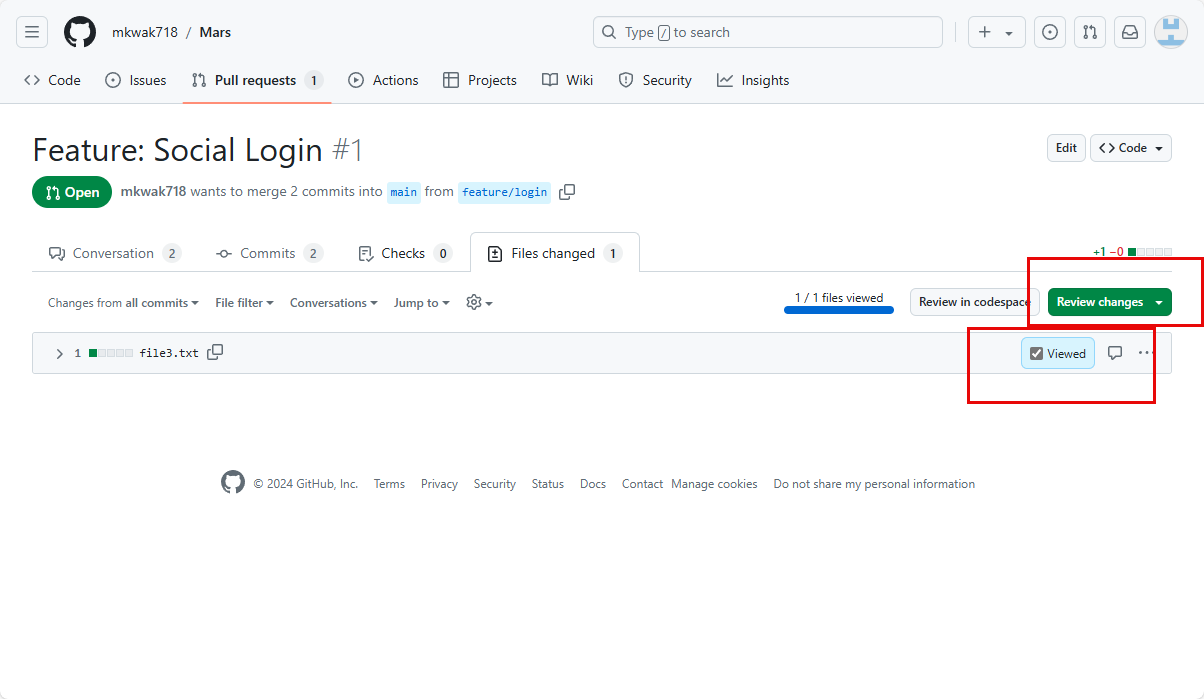 mkwak718 / Mars
Type / to search
Code Issues Pull requests 1 Actions Projects Wiki Security Insights
Feature: Social Login #1
Edit <> Code
Open mkwak718 wants to merge 2 commits into main from feature/login
Conversation 2 Commits 2 Checks 0 Files changed 1
+1 −0
Changes from all commits File filter Conversations Jump to
1 / 1 files viewed
Review in codespace
Review changes
1 file3.txt Viewed
© 2024 GitHub, Inc. Terms Privacy Security Status Docs Contact Manage cookies Do not share my personal information